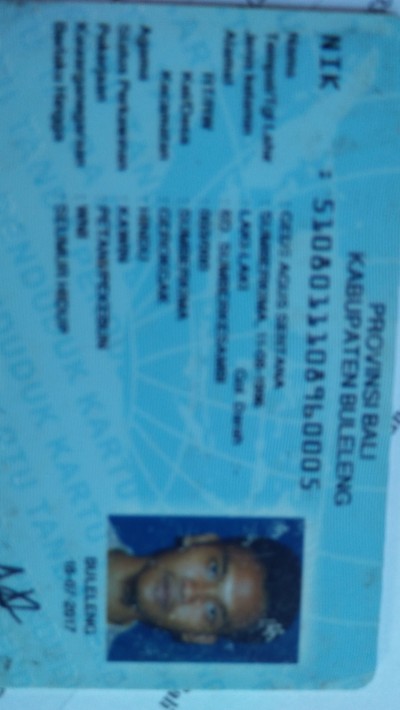 PROVINSI BALI
KABUPATEN BULELENG
NIK : 5108011108960005
Nama : GEDE AGUS
Tempat/Tgl Lahir : SUMBERKIMA, 11-08-1996
Jenis kelamin : LAKI-LAKI Gol. Darah
Alamat : BD. SUMBERKESAMBI
RT/RW
Kel/Desa : SUMBERKIMA
Kecamatan : GEROKGAK
Agama : HINDU
Status Perkawinan : KAWIN
Pekerjaan : PETANI/PEKEBUN
Kewarganegaraan : WNI
Berlaku Hingga : SEUMUR HIDUP
BULELENG
18-07-2017